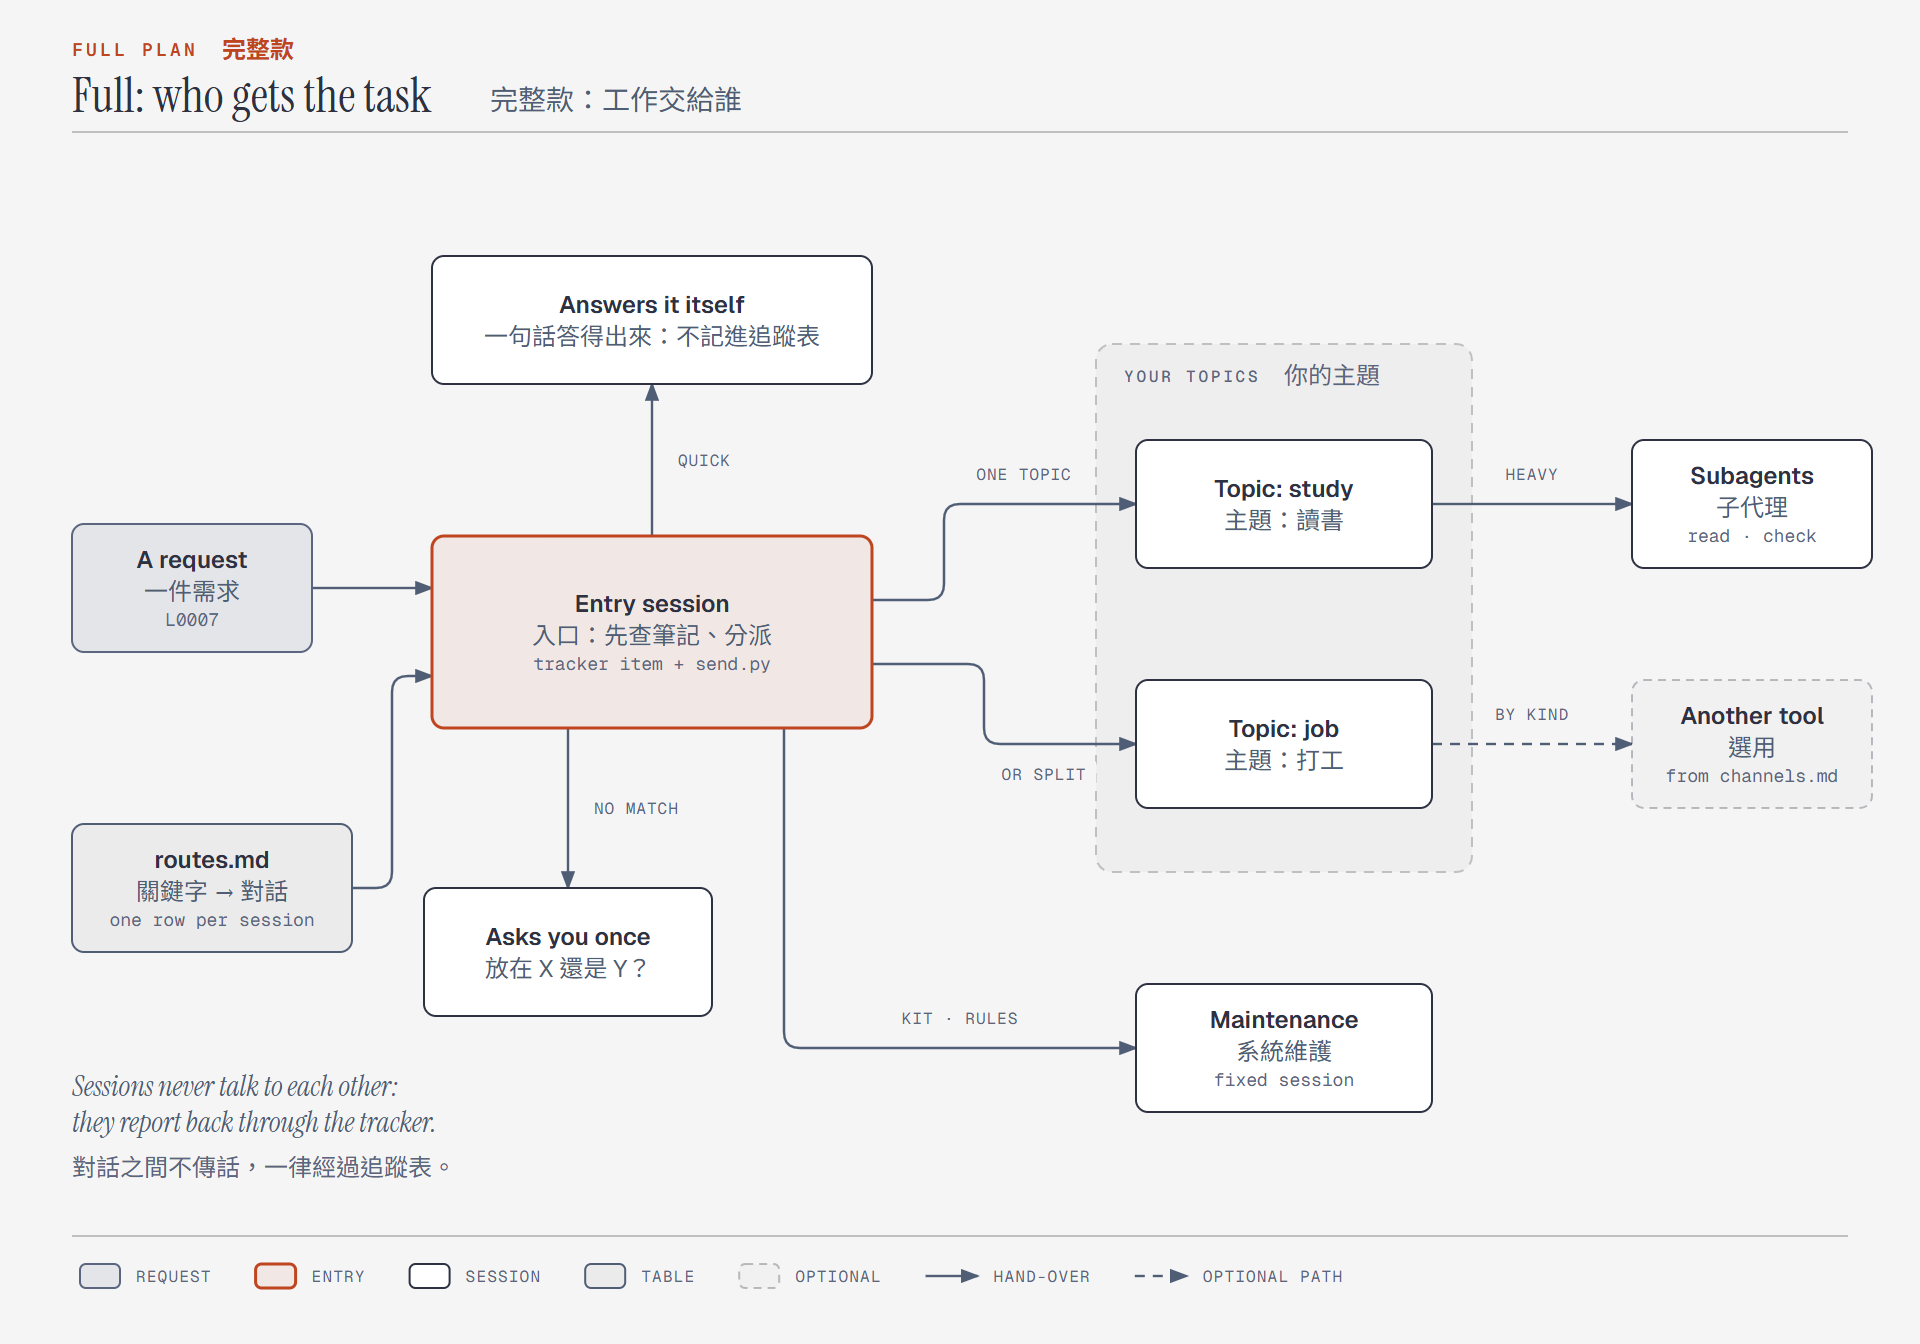 FULL PLAN 完整款
Full: who gets the task 完整款：工作交給誰
Answers it itself
一句話答得出來：不記進追蹤表
YOUR TOPICS 你的主題
QUICK
ONE TOPIC
Topic: study
主題：讀書
HEAVY
Subagents
子代理
read · check
A request
一件需求
L0007
Entry session
入口：先查筆記、分派
tracker item + send.py
OR SPLIT
Topic: job
主題：打工
BY KIND
Another tool
選用
from channels.md
NO MATCH
routes.md
關鍵字 → 對話
one row per session
Asks you once
放在 X 還是 Y？
KIT · RULES
Maintenance
系統維護
fixed session
Sessions never talk to each other:
they report back through the tracker.
對話之間不傳話，一律經過追蹤表。
REQUEST ENTRY SESSION TABLE OPTIONAL HAND-OVER OPTIONAL PATH